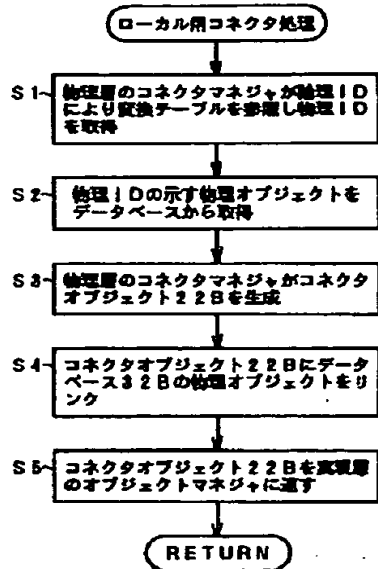 ローカル用コネクタ処理
S1 物理層のコネクタマネジャが論理ID
により変換テーブルを参照し物理ID
を取得
S2 物理IDの示す物理オブジェクトを
データベースから取得
S3 物理層のコネクタマネジャがコネクタ
オブジェクト22Bを生成
S4 コネクタオブジェクト22Bにデータ
ベース32Bの物理オブジェクトをリ
ンク
S5 コネクタオブジェクト22Bを実現層
のオブジェクトマネジャに返す
RETURN